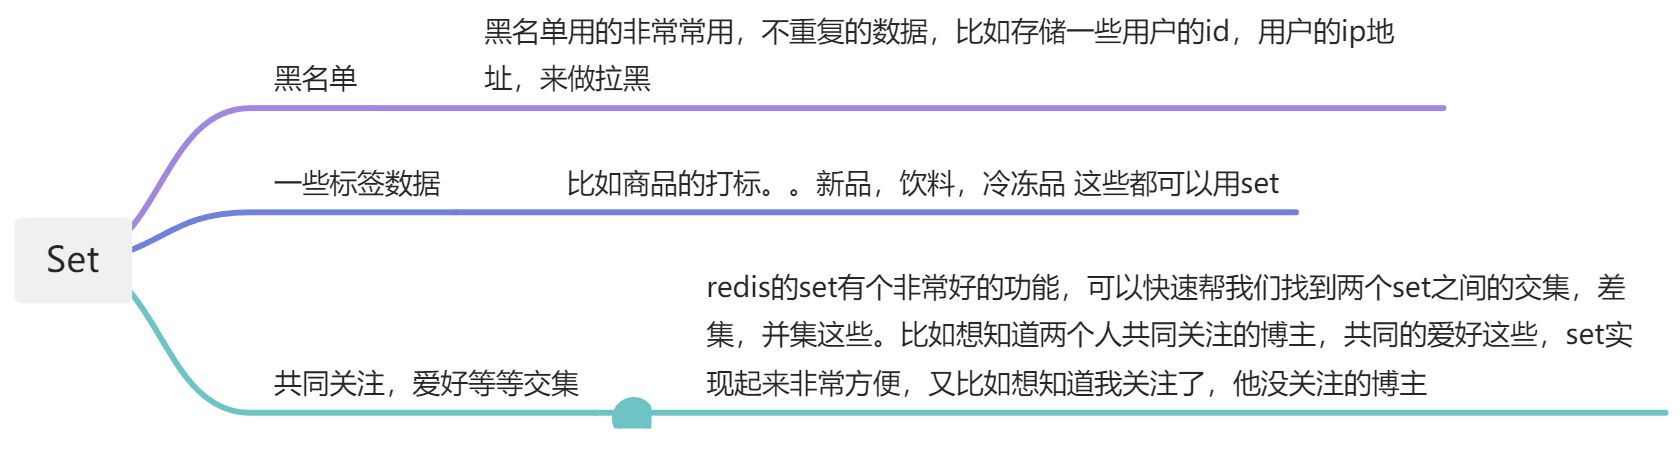 黑名单用的非常常用，不重复的数据，比如存储一些用户的id，用户的ip地
址，来做拉黑
黑名单
一些标签数据
比如商品的打标。。新品，饮料，冷冻品 这些都可以用set
Set
redis的set有个非常好的功能，可以快速帮我们找到两个set之间的交集，差
集，并集这些。比如想知道两个人共同关注的博主，共同的爱好这些，set实
现起来非常方便，又比如想知道我关注了，他没关注的博主
共同关注，爱好等等交集